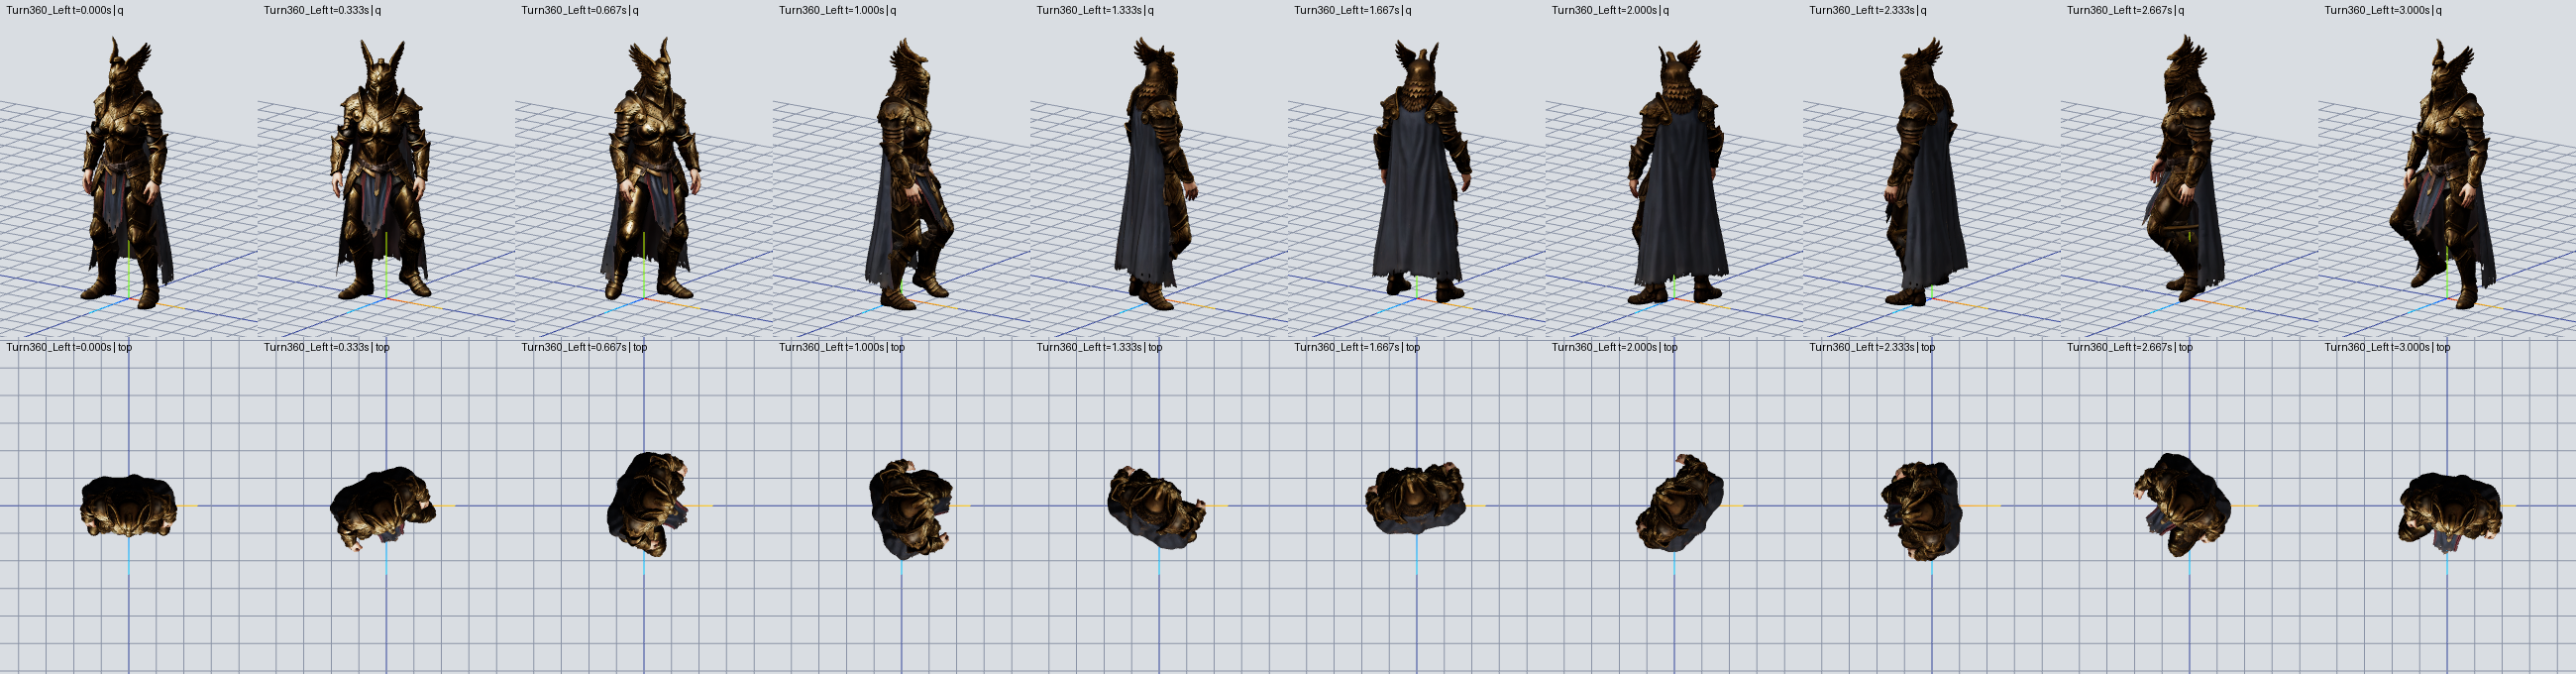 Turn360_Left t=0.000s | q
Turn360_Left t=0.333s | q
Turn360_Left t=0.667s | q
Turn360_Left t=1.000s | q
Turn360_Left t=1.333s | q
Turn360_Left t=1.667s | q
Turn360_Left t=2.000s | q
Turn360_Left t=2.333s | q
Turn360_Left t=2.667s | q
Turn360_Left t=3.000s | q
Turn360_Left t=0.000s | top
Turn360_Left t=0.333s | top
Turn360_Left t=0.667s | top
Turn360_Left t=1.000s | top
Turn360_Left t=1.333s | top
Turn360_Left t=1.667s | top
Turn360_Left t=2.000s | top
Turn360_Left t=2.333s | top
Turn360_Left t=2.667s | top
Turn360_Left t=3.000s | top